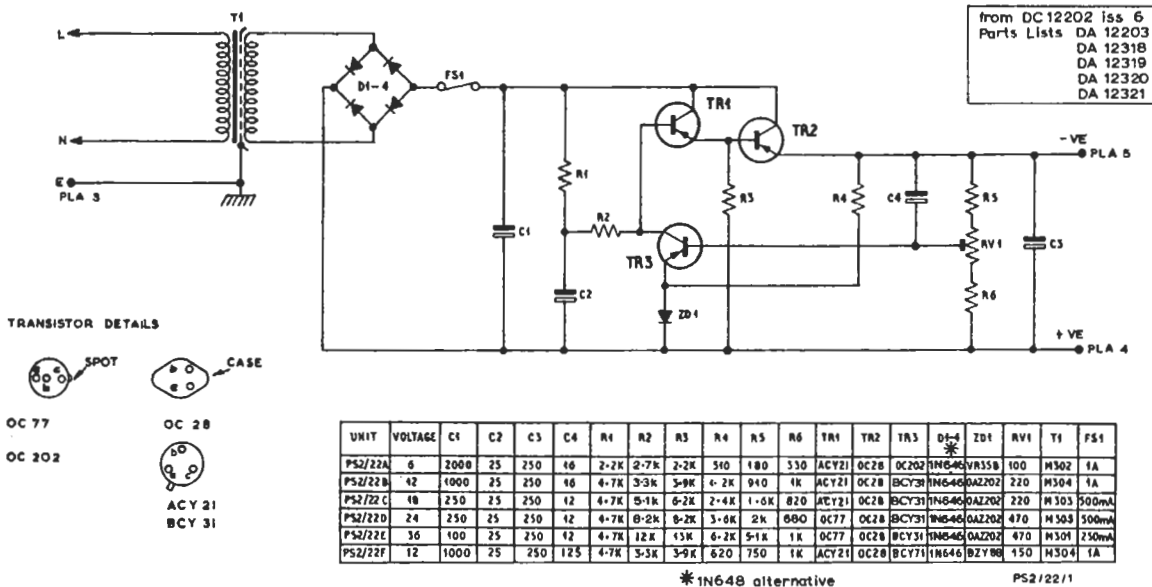 from DC 12202 iss 6
Parts Lists DA 12203
DA 12318
DA 12319
DA 12320
DA 12321
T1
L
N
E
PLA 3
D1-4
FS1
C1
R1
R2
C2
TR1
TR2
TR3
R3
R4
ZD1
C4
R5
RV1
R6
C3
-VE
PLA 5
+VE
PLA 4
TRANSISTOR DETAILS
SPOT
CASE
OC 77
OC 28
OC 202
ACY 21
BCY 31
UNIT VOLTAGE C1 C2 C3 C4 R1 R2 R3 R4 R5 R6 TR1 TR2 TR3 D1-4 ZD1 RV1 T1 FS1
*
PS2/22A 6 2000 25 250 16 2·2K 2·7K 2·2K 510 180 330 ACY21 OC28 OC202 1N646 VR35B 100 M302 1A
PS2/22B 12 1000 25 250 16 4·7K 3·3K 3·9K 1·2K 910 1K ACY21 OC28 BCY31 1N646 OAZ202 220 M304 1A
PS2/22C 18 250 25 250 12 4·7K 5·1K 6·2K 2·4K 1·6K 820 ACY21 OC28 BCY31 1N646 OAZ202 220 M303 500mA
PS2/22D 24 250 25 250 12 4·7K 8·2K 8·2K 3·6K 2K 680 OC77 OC28 BCY31 1N646 OAZ202 470 M303 500mA
PS2/22E 36 100 25 250 12 4·7K 12K 13K 6·2K 5·1K 1K OC77 OC28 BCY31 1N646 OAZ202 470 M301 250mA
PS2/22F 12 1000 25 250 125 4·7K 3·3K 3·9K 620 750 1K ACY21 OC28 BCY71 1N646 BZY88 150 M304 1A
*1N648 alternative
PS2/22/1